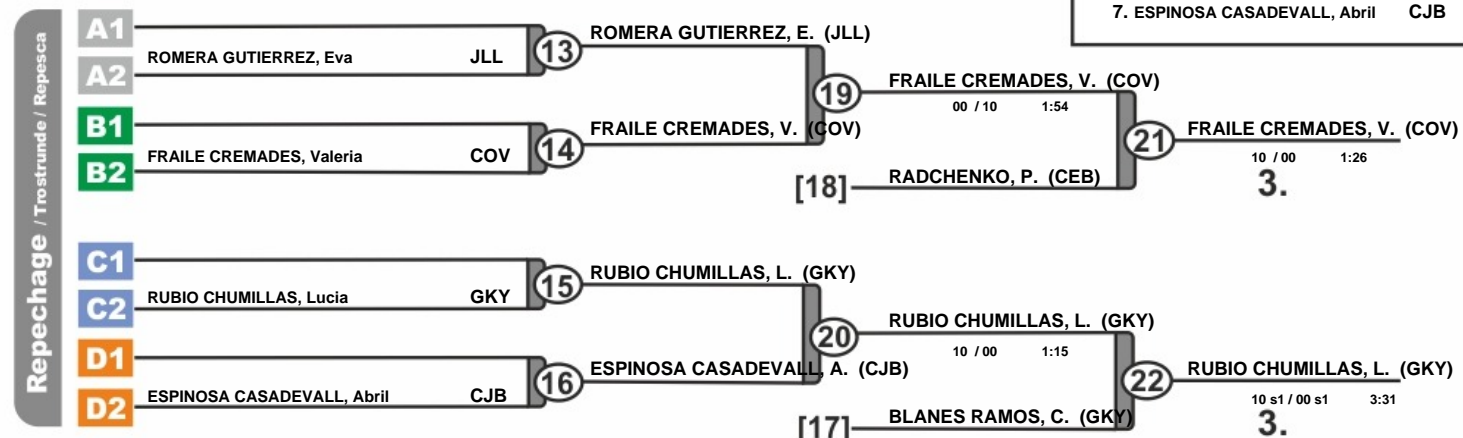 7. ESPINOSA CASADEVALL, Abril CJB
Repechage / Trostrunde / Repesca
A1
ROMERA GUTIERREZ, Eva JLL
A2
13
ROMERA GUTIERREZ, E. (JLL)
B1
FRAILE CREMADES, Valeria COV
B2
14
FRAILE CREMADES, V. (COV)
19
FRAILE CREMADES, V. (COV)
00 / 10 1:54
[18]
RADCHENKO, P. (CEB)
21
FRAILE CREMADES, V. (COV)
10 / 00 1:26
3.
C1
RUBIO CHUMILLAS, Lucia GKY
C2
15
RUBIO CHUMILLAS, L. (GKY)
D1
ESPINOSA CASADEVALL, Abril CJB
D2
16
ESPINOSA CASADEVALL, A. (CJB)
20
RUBIO CHUMILLAS, L. (GKY)
10 / 00 1:15
[17]
BLANES RAMOS, C. (GKY)
22
RUBIO CHUMILLAS, L. (GKY)
10 s1 / 00 s1 3:31
3.